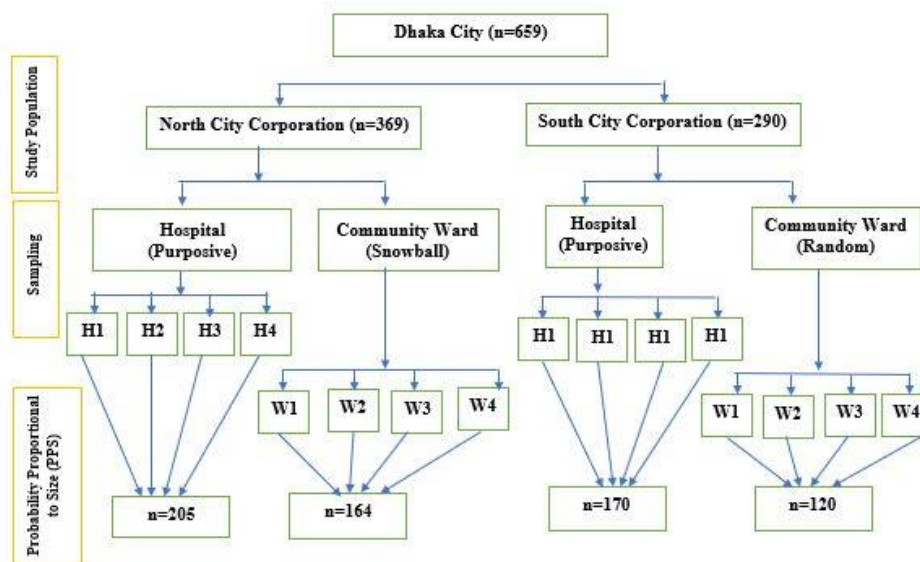 Dhaka City (n=659)
Study Population
North City Corporation (n=369)
South City Corporation (n=290)
Sampling
Hospital
(Purposive)
Community Ward
(Snowball)
Hospital
(Purposive)
Community Ward
(Random)
H1 H2 H3 H4
H1 H1 H1 H1
W1 W2 W3 W4
W1 W2 W3 W4
Probability Proportional
to Size (PPS)
n=205
n=164
n=170
n=120